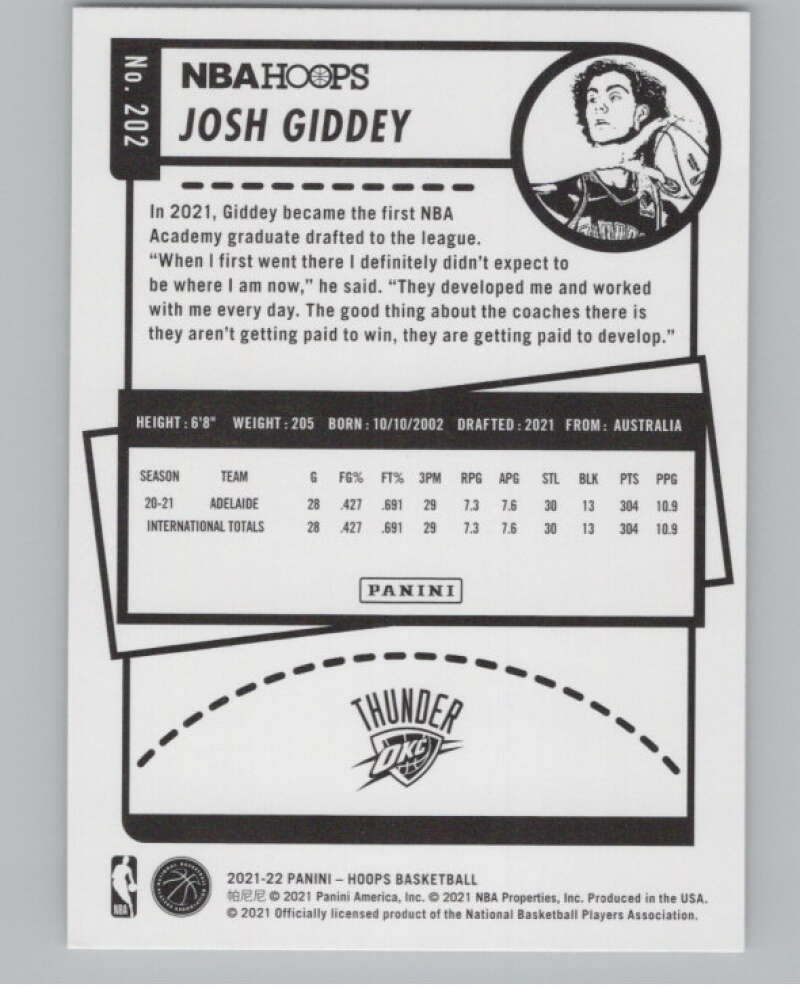 No. 202
NBA HOOPS
JOSH GIDDEY
In 2021, Giddey became the first NBA
Academy graduate drafted to the league.
“When I first went there I definitely didn’t expect to
be where I am now,” he said. “They developed me and worked
with me every day. The good thing about the coaches there is
they aren’t getting paid to win, they are getting paid to develop.”
HEIGHT: 6'8" WEIGHT: 205 BORN: 10/10/2002 DRAFTED: 2021 FROM: AUSTRALIA
SEASON TEAM G FG% FT% 3PM RPG APG STL BLK PTS PPG
20-21 ADELAIDE 28 .427 .691 29 7.3 7.6 30 13 304 10.9
INTERNATIONAL TOTALS 28 .427 .691 29 7.3 7.6 30 13 304 10.9
PANINI
THUNDER
OKC
NBA
2021-22 PANINI – HOOPS BASKETBALL
帕尼尼 © 2021 Panini America, Inc. © 2021 NBA Properties, Inc. Produced in the USA.
© 2021 Officially licensed product of the National Basketball Players Association.